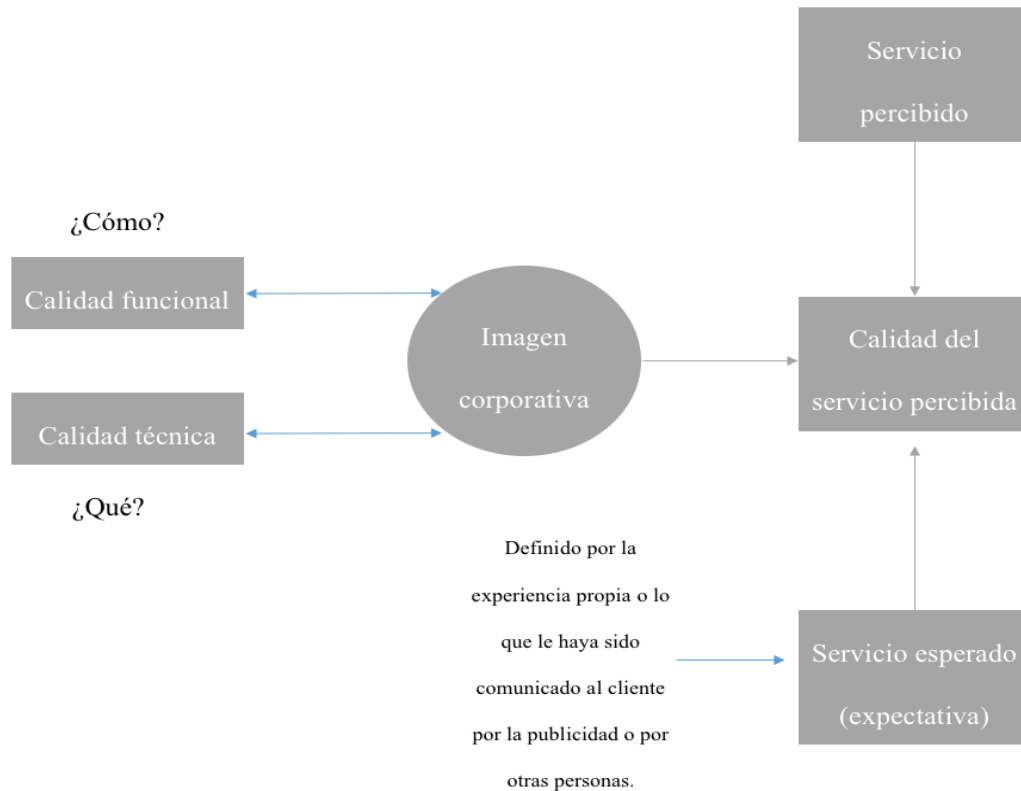 Servicio
percibido
¿Cómo?
Calidad funcional
Imagen
corporativa
Calidad del
servicio percibida
Calidad técnica
¿Qué?
Definido por la
experiencia propia o lo
que le haya sido
comunicado al cliente
por la publicidad o por
otras personas.
Servicio esperado
(expectativa)